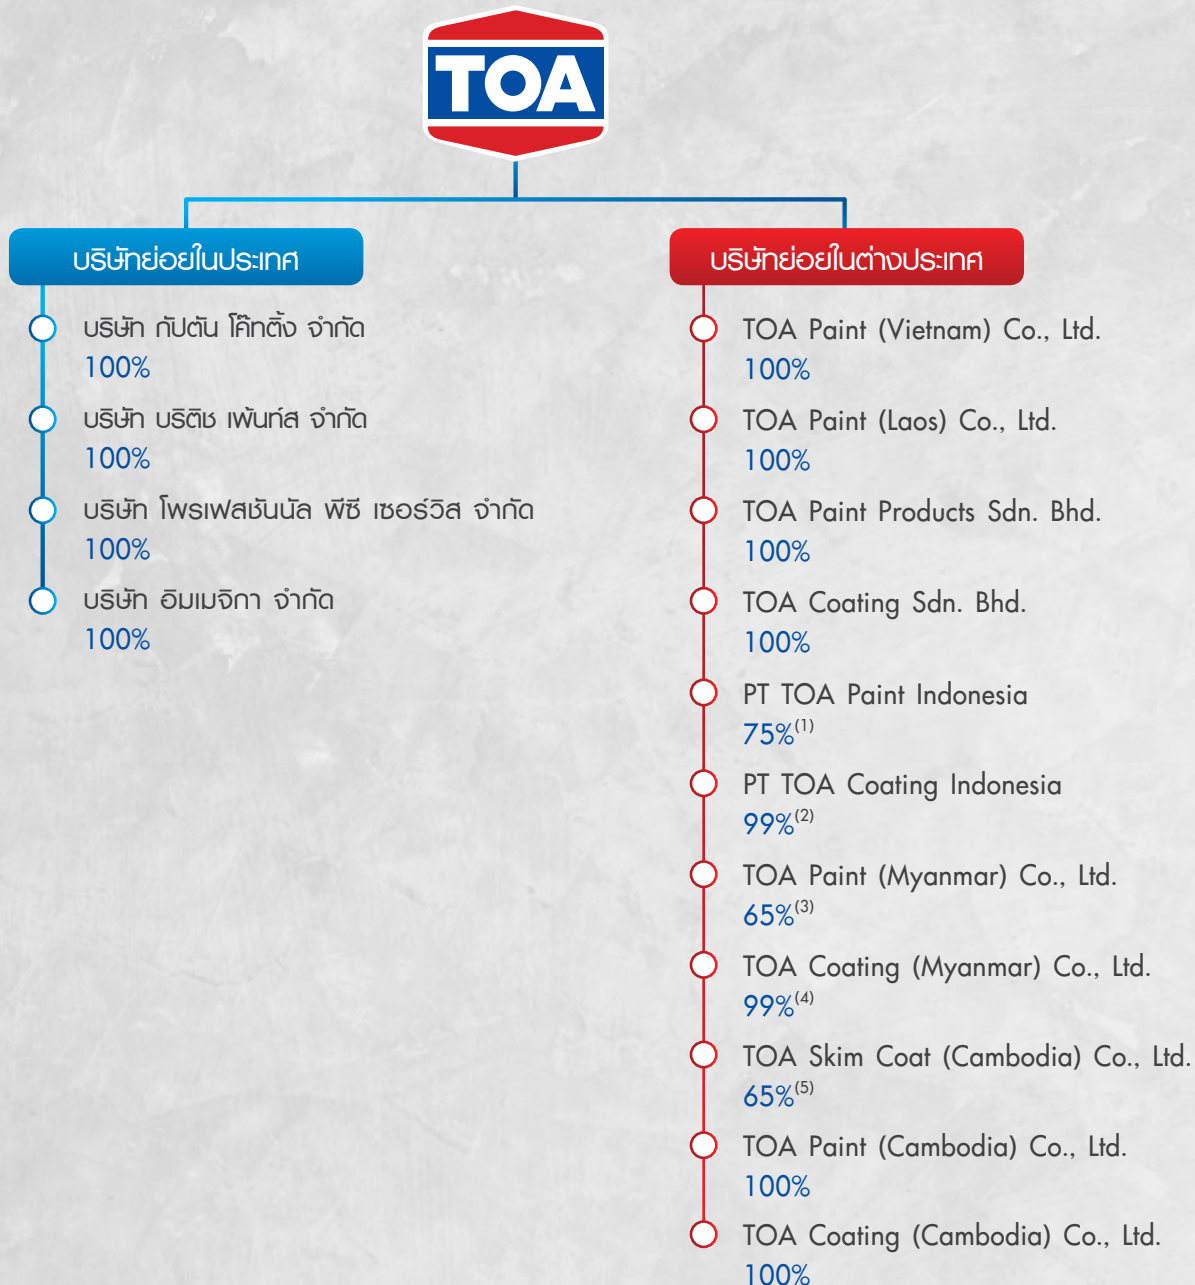 TOA
บริษัทย่อยในประเทศ
บริษัท กัปตัน โค๊ทติ้ง จำกัด
100%
บริษัท บริติช เพ้นท์ส จำกัด
100%
บริษัท โพรเฟสชันนัล พีซี เซอร์วิส จำกัด
100%
บริษัท อิมเมจิกา จำกัด
100%
บริษัทย่อยในต่างประเทศ
TOA Paint (Vietnam) Co., Ltd.
100%
TOA Paint (Laos) Co., Ltd.
100%
TOA Paint Products Sdn. Bhd.
100%
TOA Coating Sdn. Bhd.
100%
PT TOA Paint Indonesia
75%(1)
PT TOA Coating Indonesia
99%(2)
TOA Paint (Myanmar) Co., Ltd.
65%(3)
TOA Coating (Myanmar) Co., Ltd.
99%(4)
TOA Skim Coat (Cambodia) Co., Ltd.
65%(5)
TOA Paint (Cambodia) Co., Ltd.
100%
TOA Coating (Cambodia) Co., Ltd.
100%